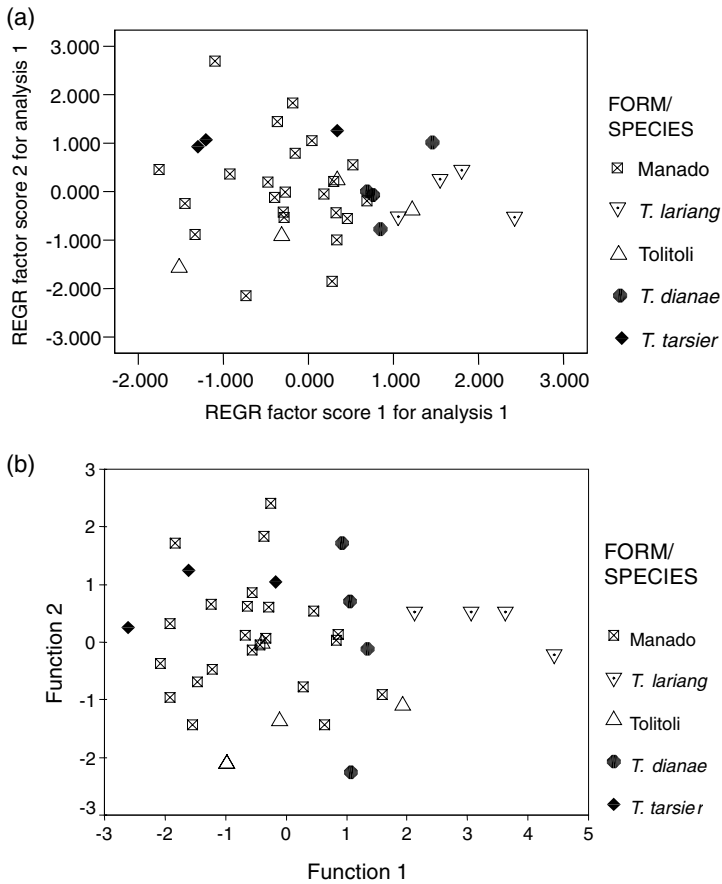 (a)
3.000
2.000
1.000
0.000
-1.000
-2.000
-3.000
REGR factor score 2 for analysis 1
-2.000 -1.000 0.000 1.000 2.000 3.000
REGR factor score 1 for analysis 1
FORM/
SPECIES
Manado
T. lariang
Tolitoli
T. dianae
T. tarsier
(b)
3
2
1
0
-1
-2
-3
Function 2
-3 -2 -1 0 1 2 3 4 5
Function 1
FORM/
SPECIES
Manado
T. lariang
Tolitoli
T. dianae
T. tarsier